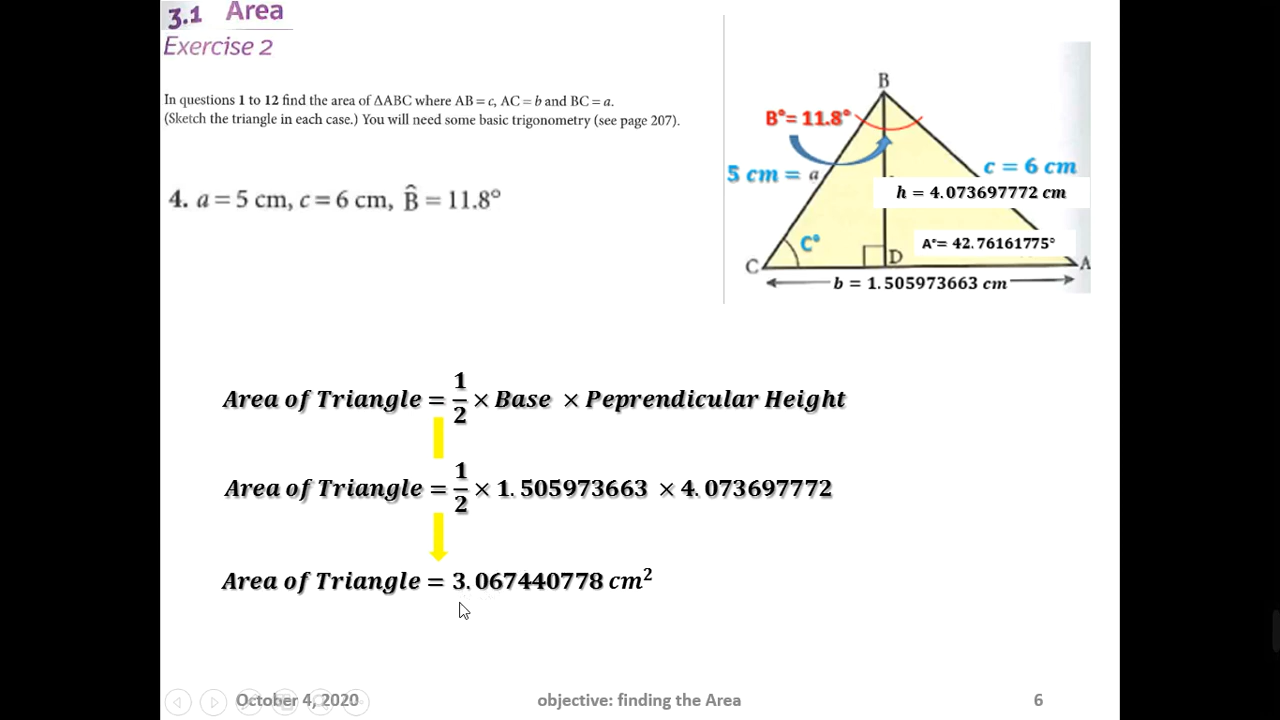 3.1 Area
Exercise 2
In questions 1 to 12 find the area of ΔABC where AB = c, AC = b and BC = a.
(Sketch the triangle in each case.) You will need some basic trigonometry (see page 207).
4. a = 5 cm, c = 6 cm, B̂ = 11.8°
B
B°= 11.8°
5 cm = a
c = 6 cm
h = 4.073697772 cm
C°
A°= 42.76161775°
C
D
A
b = 1.505973663 cm
Area of Triangle = 1/2 × Base × Peprendicular Height
Area of Triangle = 1/2 × 1.505973663 × 4.073697772
Area of Triangle = 3.067440778 cm²
October 4, 2020
objective: finding the Area
6